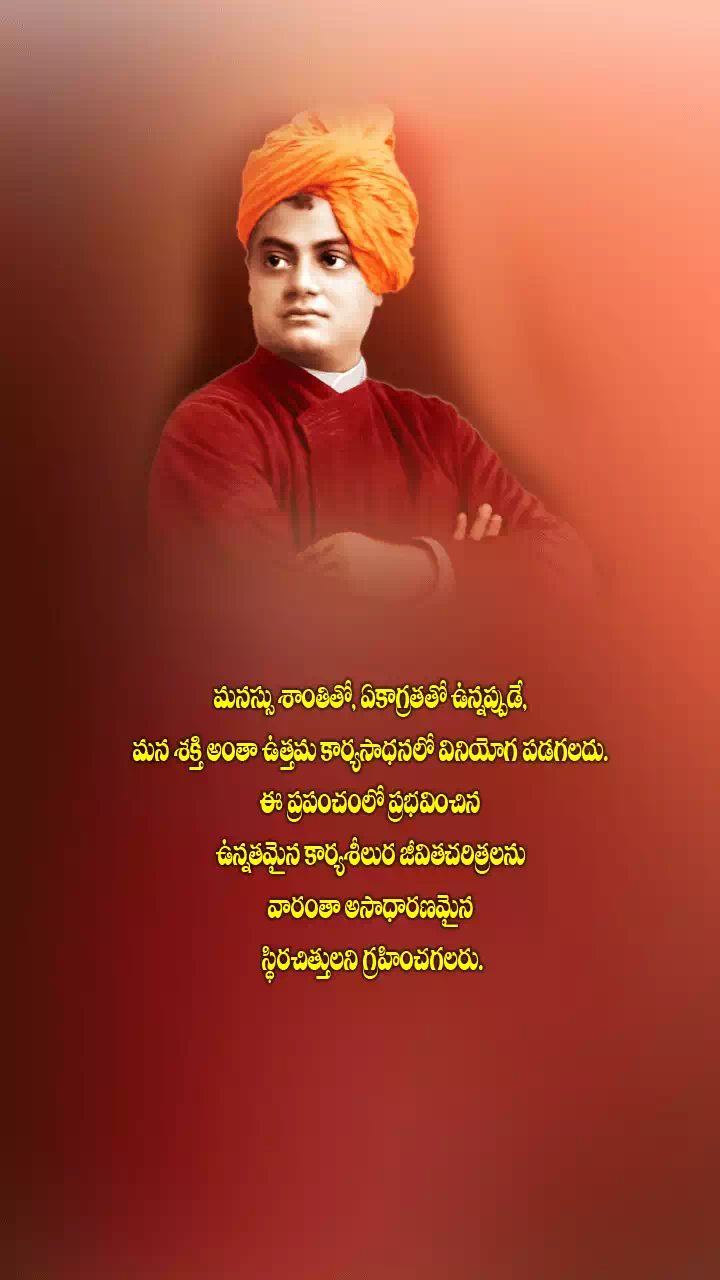 మనస్సు శాంతితో, ఏకాగ్రతతో ఉన్నప్పుడే,
మన శక్తి అంతా ఉత్తమ కార్యసాధనలో వినియోగ పడగలదు.
ఈ ప్రపంచంలో ప్రభవించిన
ఉన్నతమైన కార్యశీలుర జీవితచరిత్రలను
వారంతా అసాధారణమైన
స్థిరచిత్తులని గ్రహించగలరు.